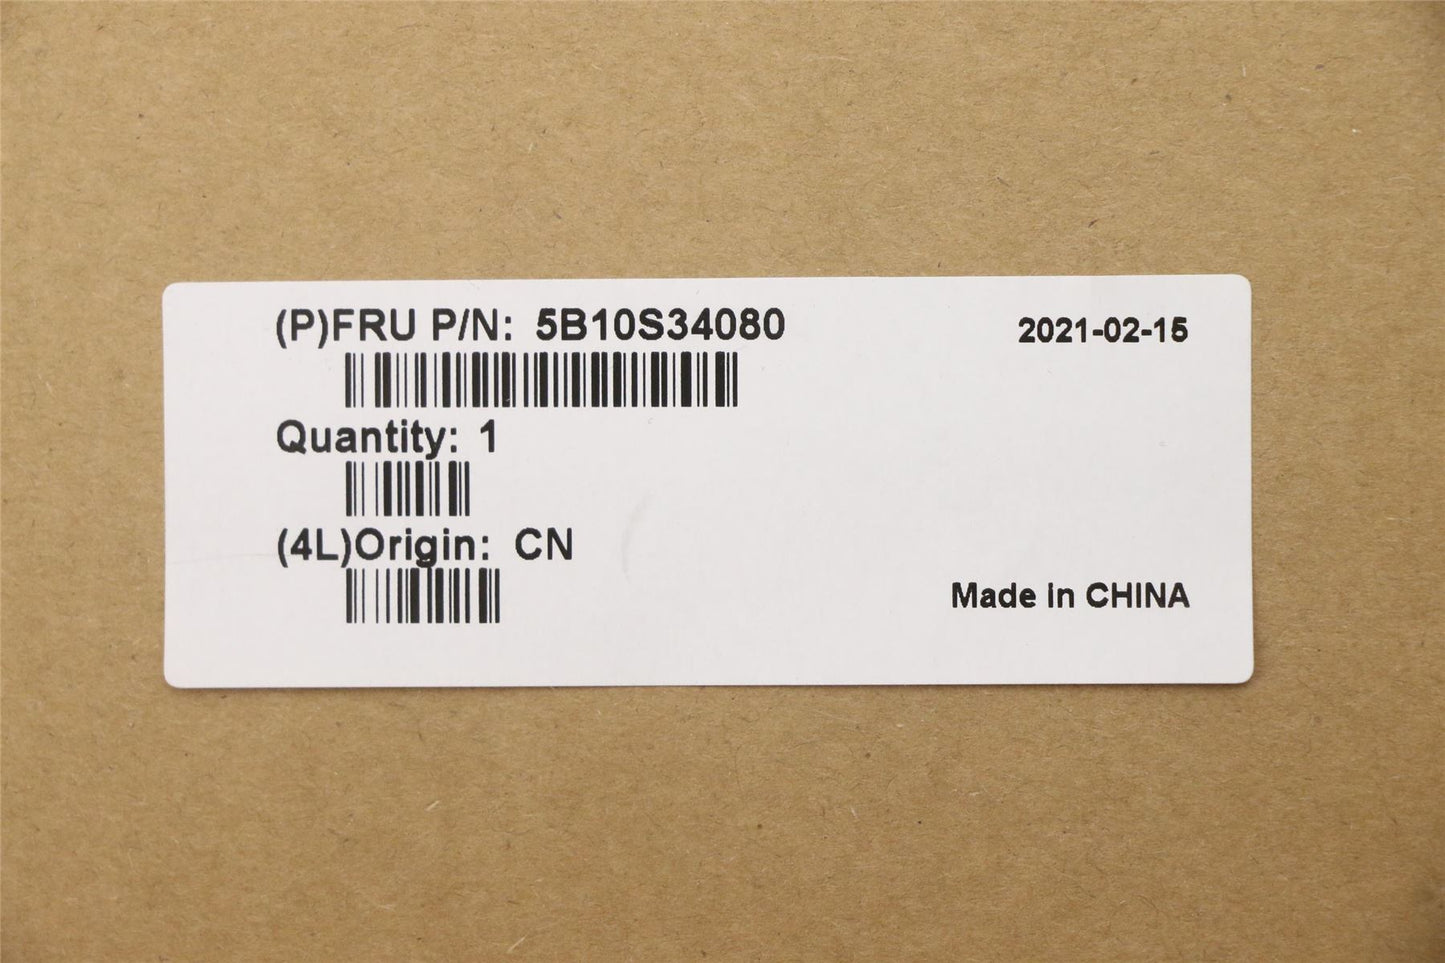 (P)FRU P/N: 5B10S34080
2021-02-15
Quantity: 1
(4L)Origin: CN
Made in CHINA